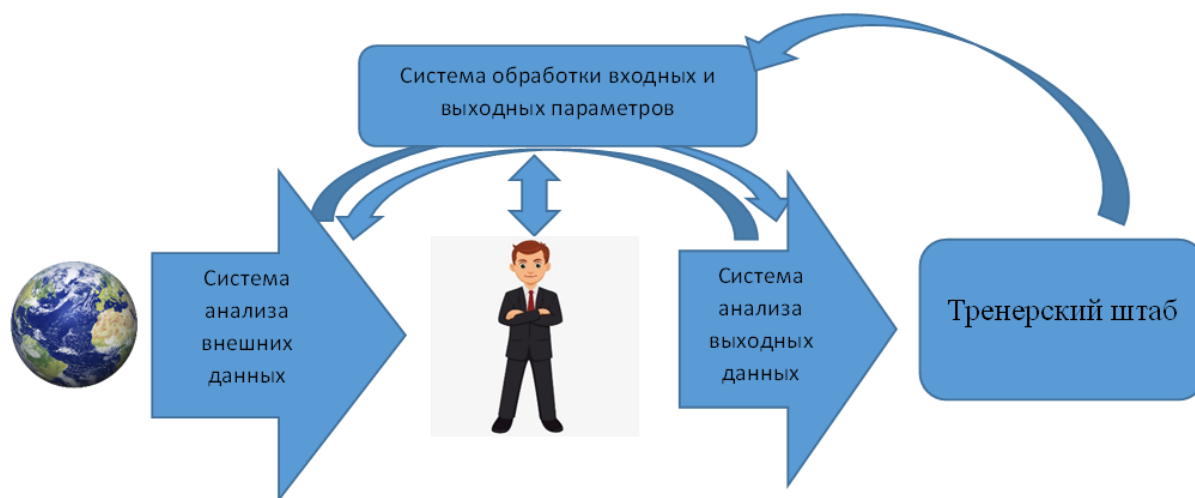 Система обработки входных и
выходных параметров
Система
анализа
внешних
данных
Система
анализа
выходных
данных
Тренерский штаб